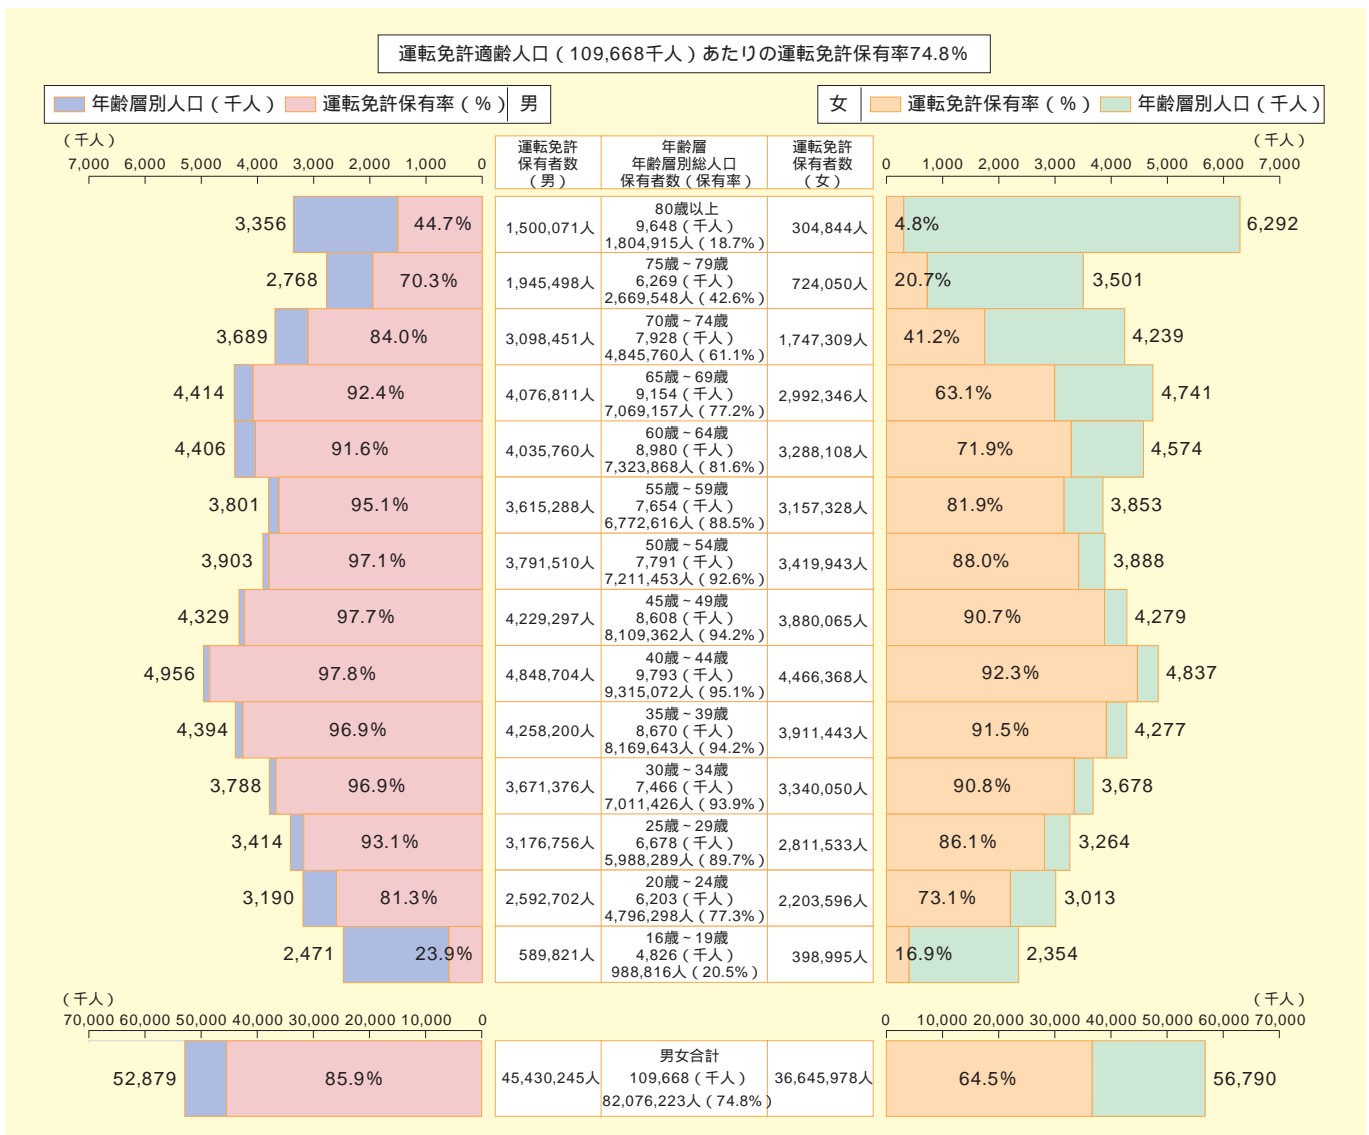 運転免許適齢人口（109,668千人）あたりの運転免許保有率74.8%
年齢層別人口（千人） 運転免許保有率（%） 男
女 運転免許保有率（%） 年齢層別人口（千人）
（千人）
7,000 6,000 5,000 4,000 3,000 2,000 1,000 0
運転免許
保有者数
（男）
年齢層
年齢層別総人口
保有者数（保有率）
運転免許
保有者数
（女）
（千人）
0 1,000 2,000 3,000 4,000 5,000 6,000 7,000
80歳以上
3,356 44.7% 1,500,071人 9,648（千人） 304,844人 4.8% 6,292
1,804,915人（18.7%）
75歳～79歳
2,768 70.3% 1,945,498人 6,269（千人） 724,050人 20.7% 3,501
2,669,548人（42.6%）
70歳～74歳
3,689 84.0% 3,098,451人 7,928（千人） 1,747,309人 41.2% 4,239
4,845,760人（61.1%）
65歳～69歳
4,414 92.4% 4,076,811人 9,154（千人） 2,992,346人 63.1% 4,741
7,069,157人（77.2%）
60歳～64歳
4,406 91.6% 4,035,760人 8,980（千人） 3,288,108人 71.9% 4,574
7,323,868人（81.6%）
55歳～59歳
3,801 95.1% 3,615,288人 7,654（千人） 3,157,328人 81.9% 3,853
6,772,616人（88.5%）
50歳～54歳
3,903 97.1% 3,791,510人 7,791（千人） 3,419,943人 88.0% 3,888
7,211,453人（92.6%）
45歳～49歳
4,329 97.7% 4,229,297人 8,608（千人） 3,880,065人 90.7% 4,279
8,109,362人（94.2%）
40歳～44歳
4,956 97.8% 4,848,704人 9,793（千人） 4,466,368人 92.3% 4,837
9,315,072人（95.1%）
35歳～39歳
4,394 96.9% 4,258,200人 8,670（千人） 3,911,443人 91.5% 4,277
8,169,643人（94.2%）
30歳～34歳
3,788 96.9% 3,671,376人 7,466（千人） 3,340,050人 90.8% 3,678
7,011,426人（93.9%）
25歳～29歳
3,414 93.1% 3,176,756人 6,678（千人） 2,811,533人 86.1% 3,264
5,988,289人（89.7%）
20歳～24歳
3,190 81.3% 2,592,702人 6,203（千人） 2,203,596人 73.1% 3,013
4,796,298人（77.3%）
16歳～19歳
2,471 23.9% 589,821人 4,826（千人） 398,995人 16.9% 2,354
988,816人（20.5%）
（千人）
70,000 60,000 50,000 40,000 30,000 20,000 10,000 0
（千人）
0 10,000 20,000 30,000 40,000 50,000 60,000 70,000
男女合計
52,879 85.9% 45,430,245人 109,668（千人） 36,645,978人 64.5% 56,790
82,076,223人（74.8%）